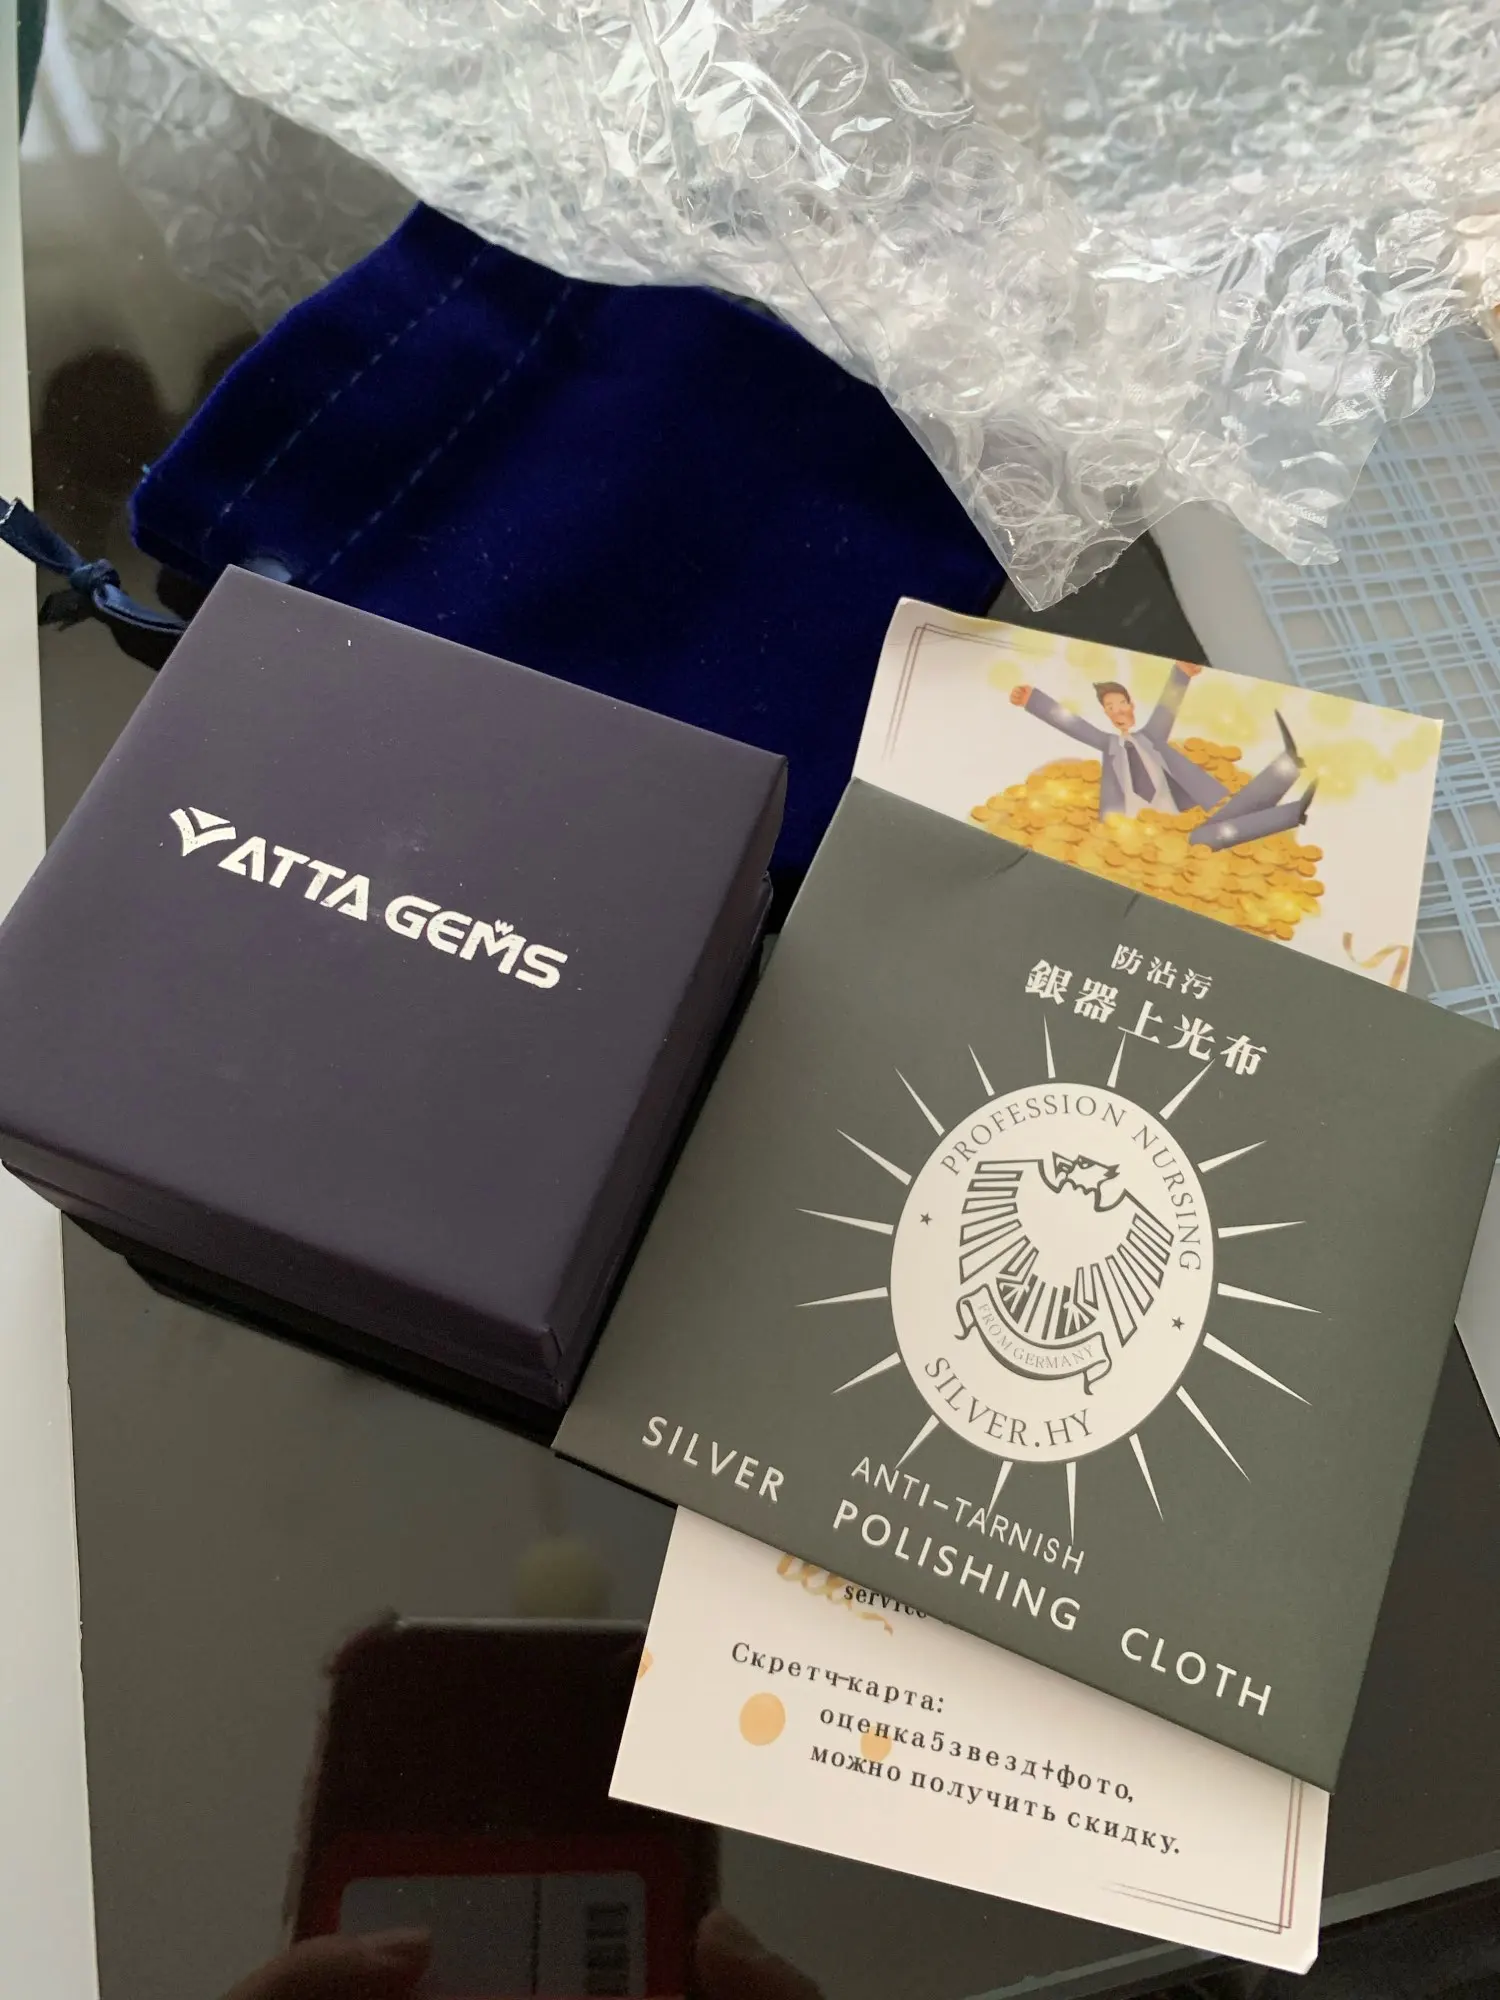 VATTA GEMS
防沾污
銀器上光布
PROFESSION NURSING
FROM GERMANY
SILVER.HY
ANTI-TARNISH
SILVER POLISHING CLOTH
service
Скретч-карта:
оценка5звезд+фото,
можно получить скидку.